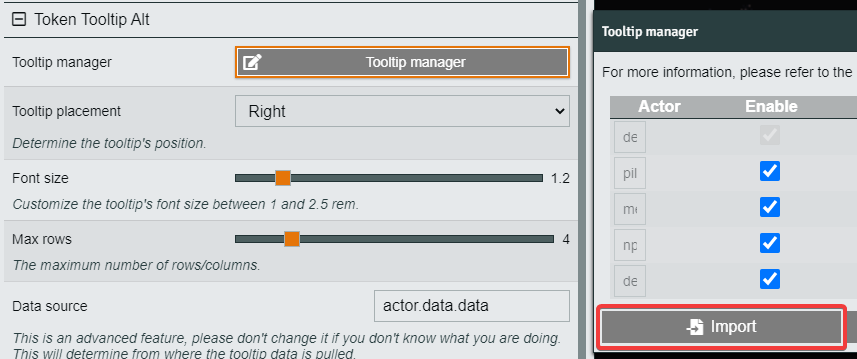 Token Tooltip Alt
Tooltip manager
Tooltip manager
Tooltip placement
Right
Determine the tooltip's position.
Font size
1.2
Customize the tooltip's font size between 1 and 2.5 rem.
Max rows
4
The maximum number of rows/columns.
Data source
actor.data.data
This is an advanced feature, please don't change it if you don't know what you are doing.
This will determine from where the tooltip data is pulled.
Tooltip manager
For more information, please refer to the
Actor Enable
de
pil
me
np
de
Import